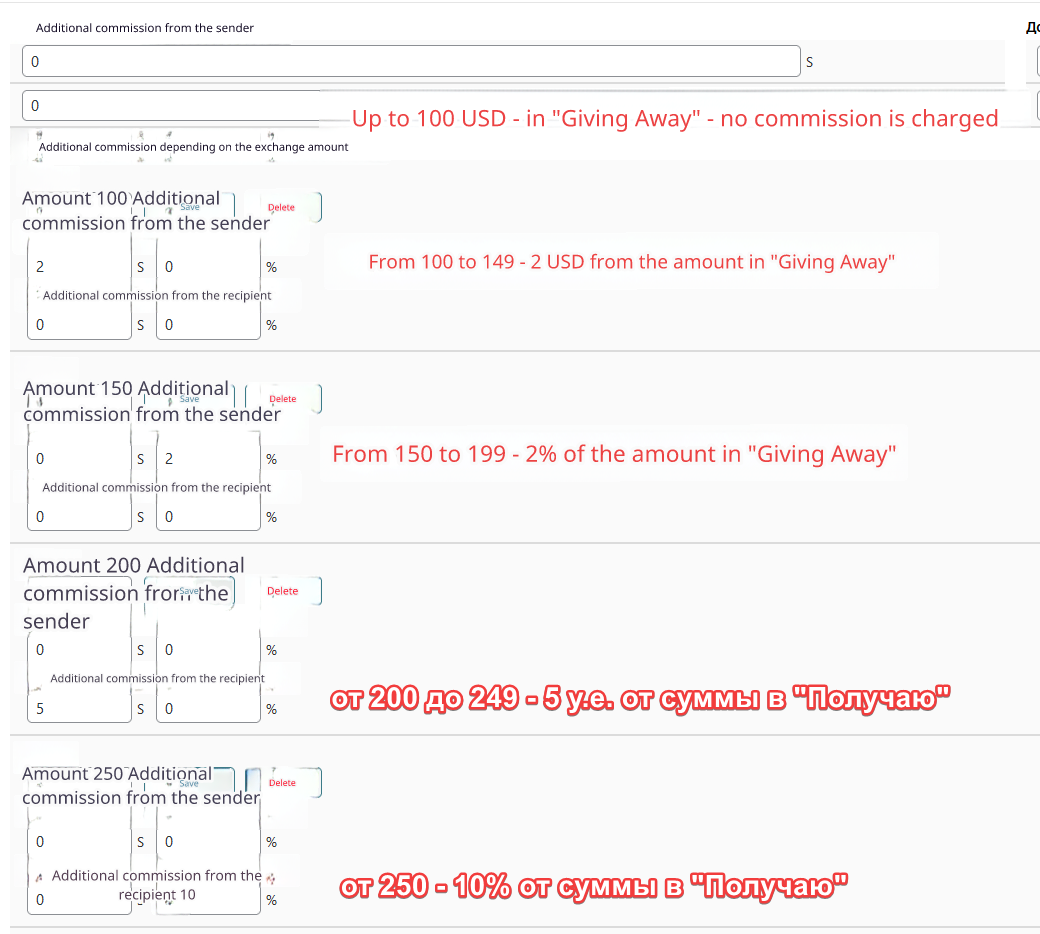 Additional commission from the sender
0 S
0
Up to 100 USD - in "Giving Away" - no commission is charged
Additional commission depending on the exchange amount
Amount 100 Additional
Save Delete
commission from the sender
2 S 0 %
From 100 to 149 - 2 USD from the amount in "Giving Away"
Additional commission from the recipient
0 S 0 %
Amount 150 Additional
Save Delete
commission from the sender
0 S 2 %
From 150 to 199 - 2% of the amount in "Giving Away"
Additional commission from the recipient
0 S 0 %
Amount 200 Additional
commission from the
Save Delete
sender
0 S 0 %
Additional commission from the recipient
5 S 0 %
от 200 до 249 - 5 у.е. от суммы в "Получаю"
Amount 250 Additional
Save Delete
commission from the sender
0 S 0 %
Additional commission from the
recipient 10
0 %
от 250 - 10% от суммы в "Получаю"